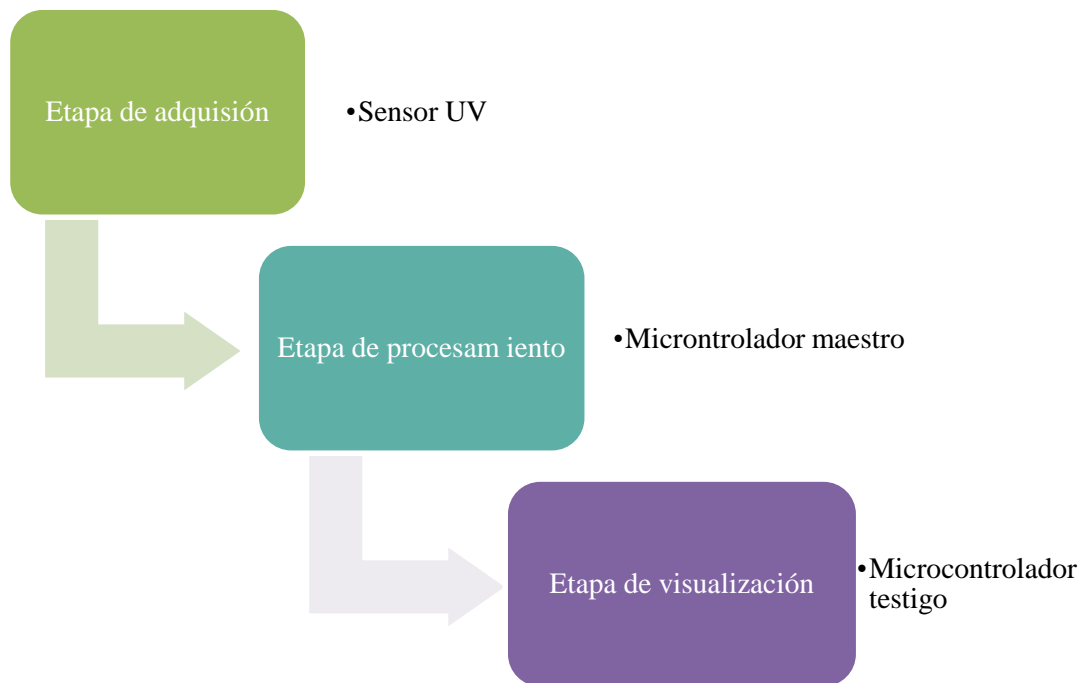 Etapa de adquisión
•Sensor UV
Etapa de procesam iento
•Microntrolador maestro
Etapa de visualización
•Microcontrolador
testigo